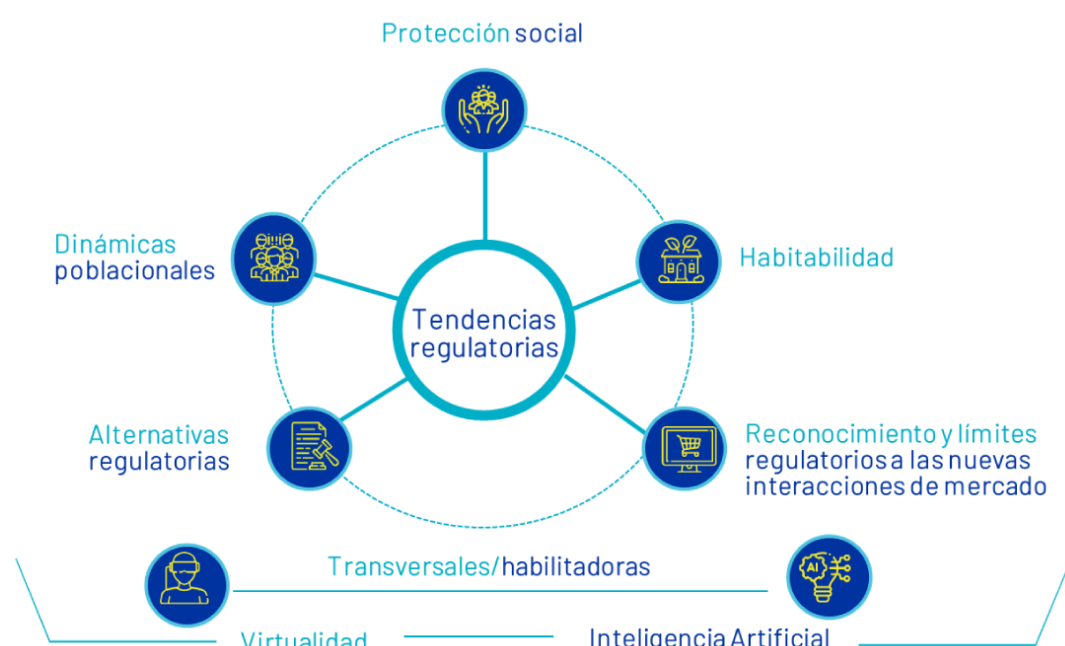 Protección social
Dinámicas
poblacionales
Habitabilidad
Tendencias
regulatorias
Alternativas
regulatorias
Reconocimiento y límites
regulatorios a las nuevas
interacciones de mercado
Transversales/habilitadoras
AI
Virtualidad
Inteligencia Artificial